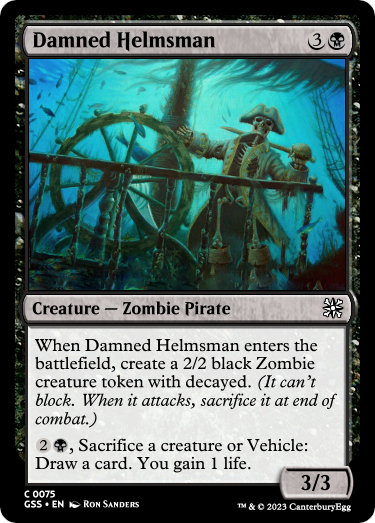 Damned Helmsman 3
Creature — Zombie Pirate
When Damned Helmsman enters the
battlefield, create a 2/2 black Zombie
creature token with decayed. (It can't
block. When it attacks, sacrifice it at end of
combat.)
2, Sacrifice a creature or Vehicle:
Draw a card. You gain 1 life.
3/3
C 0075
GSS • EN Ron Sanders
™ & © 2023 CanterburyEgg